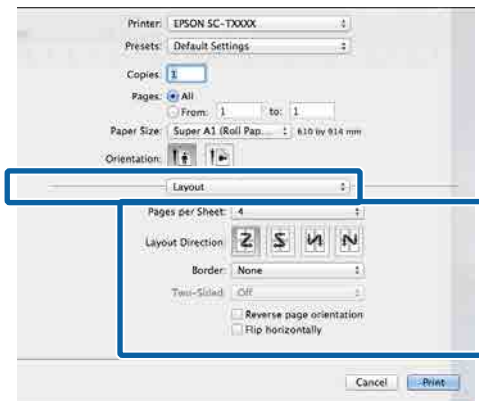 Printer: EPSON SC-TXXXX
Presets: Default Settings
Copies: 1
Pages: All
From: 1 to: 1
Paper Size: Super A1 (Roll Pap... 610 by 914 mm
Orientation:
Layout
Pages per Sheet: 4
Layout Direction:
Border: None
Two-Sided: Off
Reverse page orientation
Flip horizontally
Cancel Print